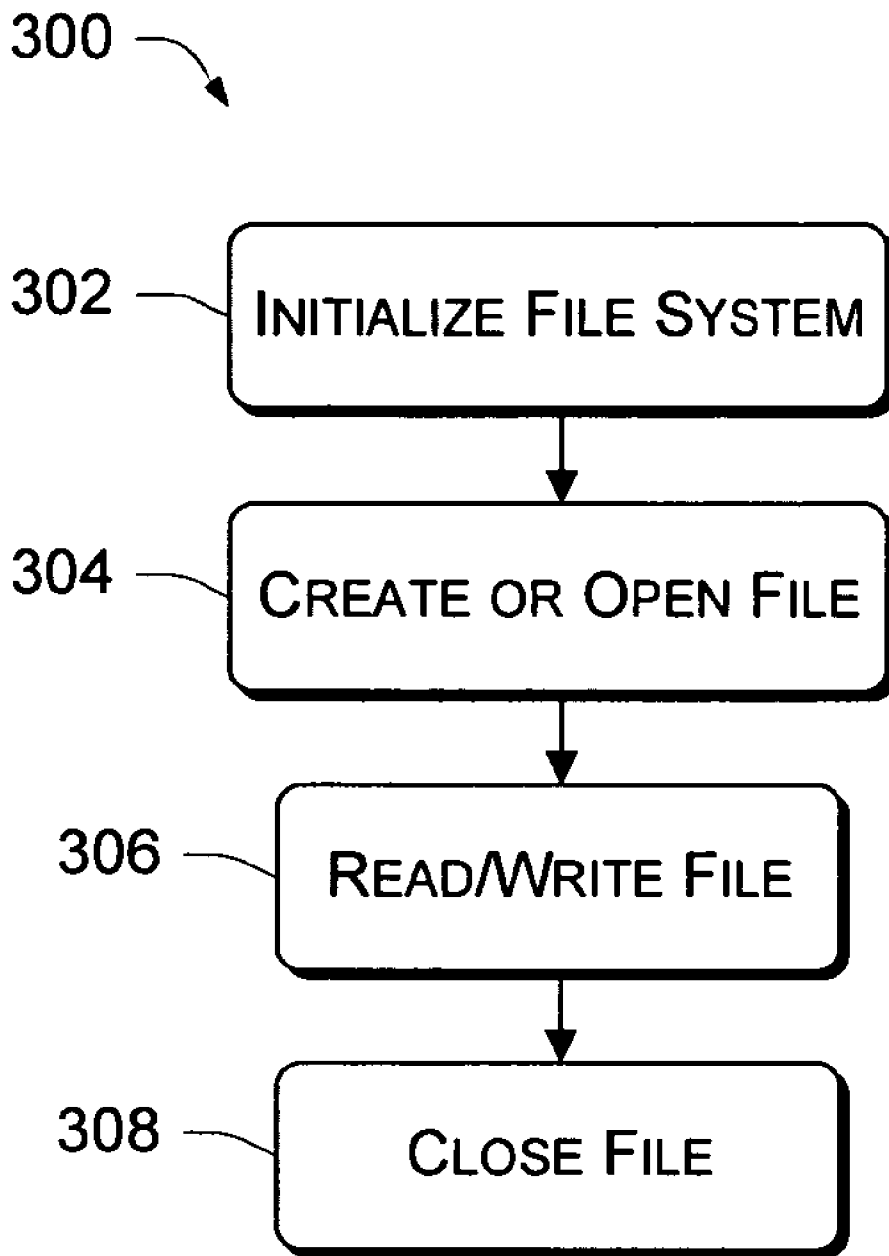 300
302
INITIALIZE FILE SYSTEM
304
CREATE OR OPEN FILE
306
READ/WRITE FILE
308
CLOSE FILE